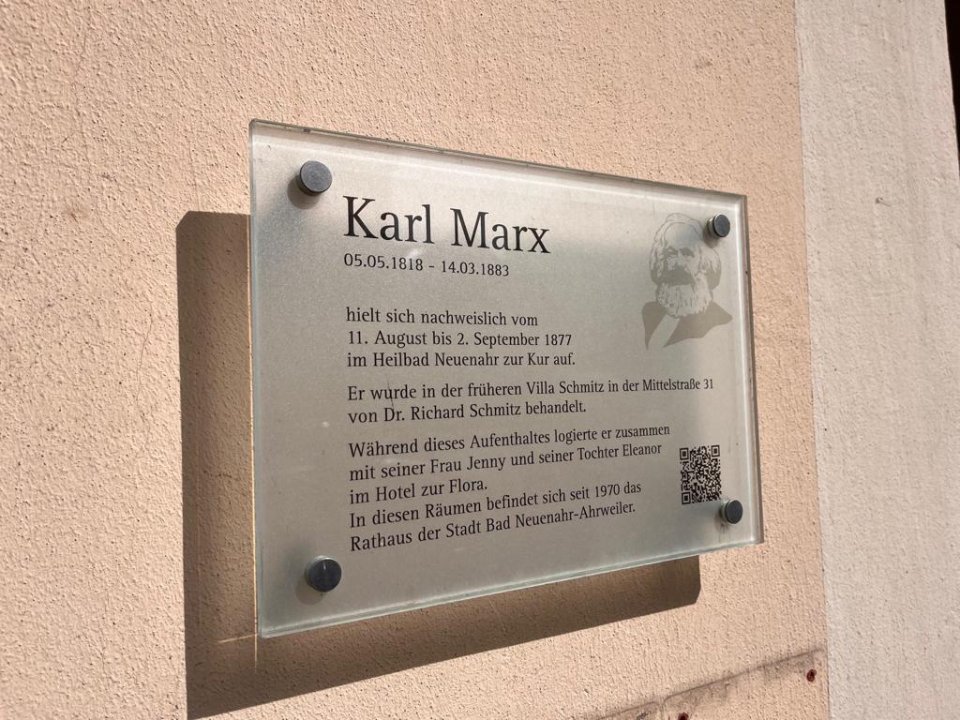 Karl Marx
05.05.1818 - 14.03.1883
hielt sich nachweislich vom
11. August bis 2. September 1877
im Heilbad Neuenahr zur Kur auf.
Er wurde in der früheren Villa Schmitz in der Mittelstraße 31
von Dr. Richard Schmitz behandelt.
Während dieses Aufenthaltes logierte er zusammen
mit seiner Frau Jenny und seiner Tochter Eleanor
im Hotel zur Flora.
In diesen Räumen befindet sich seit 1970 das
Rathaus der Stadt Bad Neuenahr-Ahrweiler.